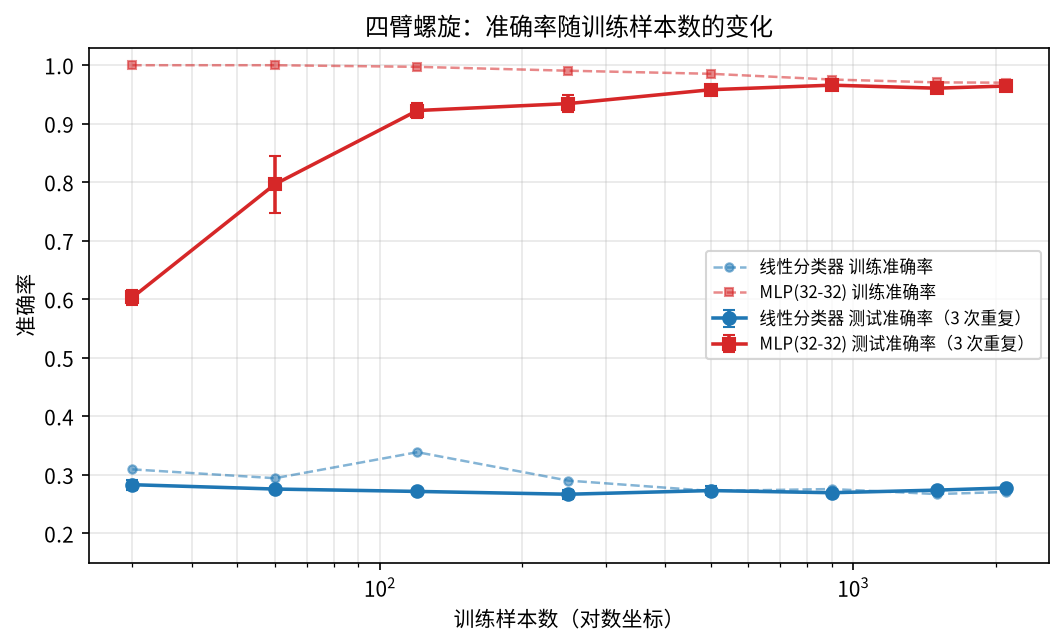 四臂螺旋：准确率随训练样本数的变化
准确率
1.0
0.9
0.8
0.7
0.6
0.5
0.4
0.3
0.2
线性分类器 训练准确率
MLP(32-32) 训练准确率
线性分类器 测试准确率（3 次重复）
MLP(32-32) 测试准确率（3 次重复）
10²
10³
训练样本数（对数坐标）